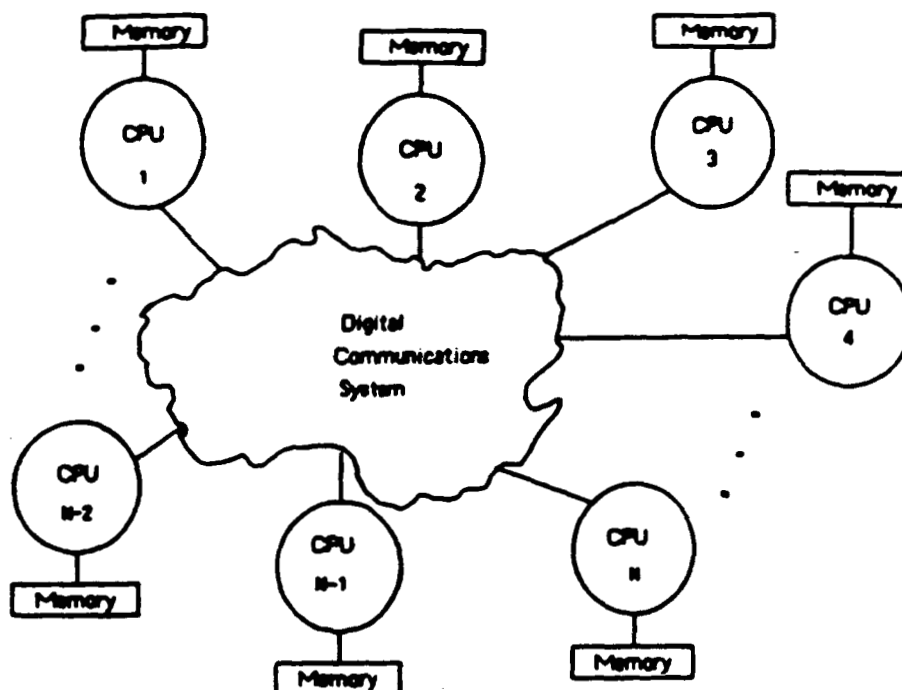 Memory
CPU
1
Memory
CPU
2
Memory
CPU
3
Memory
CPU
4
Digital
Communications
System
CPU
N-2
Memory
CPU
N-1
Memory
CPU
N
Memory